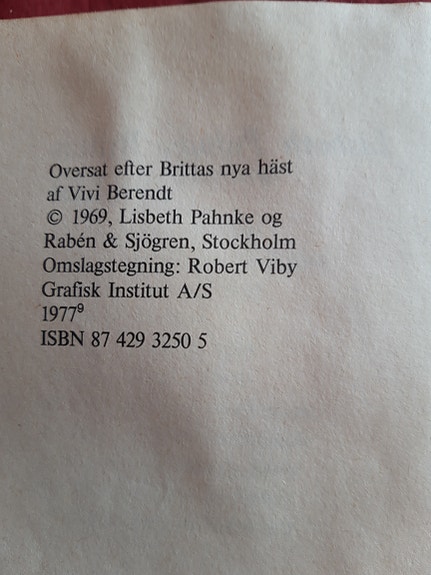 Oversat efter Brittas nya häst
af Vivi Berendt
© 1969, Lisbeth Pahnke og
Rabén & Sjögren, Stockholm
Omslagstegning: Robert Viby
Grafisk Institut A/S
1977⁹
ISBN 87 429 3250 5